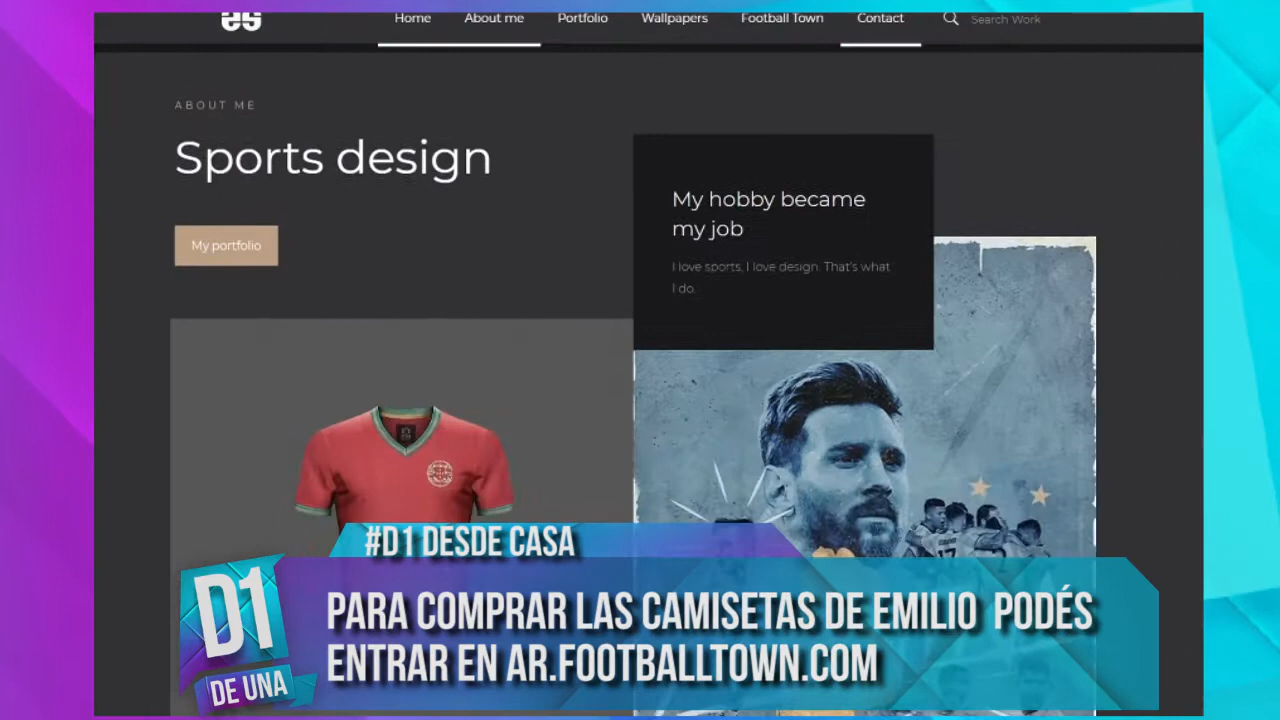 Home About me Portfolio Wallpapers Football Town Contact Search Work
ABOUT ME
Sports design
My portfolio
My hobby became
my job
I love sports, I love design. That's what
I do.
#D1 DESDE CASA
PARA COMPRAR LAS CAMISETAS DE EMILIO PODÉS
ENTRAR EN AR.FOOTBALLTOWN.COM
D1
DE UNA